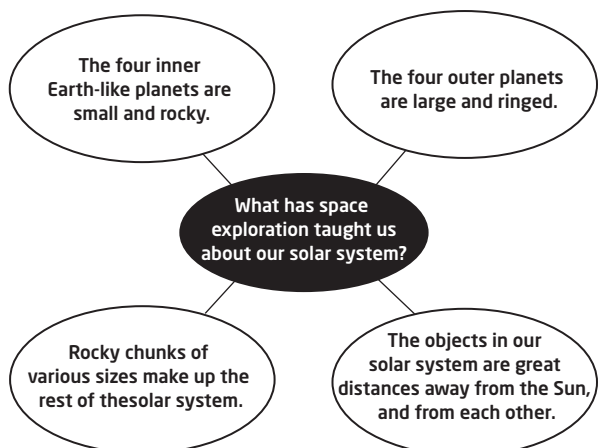 The four inner
Earth-like planets are
small and rocky.
The four outer planets
are large and ringed.
What has space
exploration taught us
about our solar system?
Rocky chunks of
various sizes make up the
rest of thesolar system.
The objects in our
solar system are great
distances away from the Sun,
and from each other.